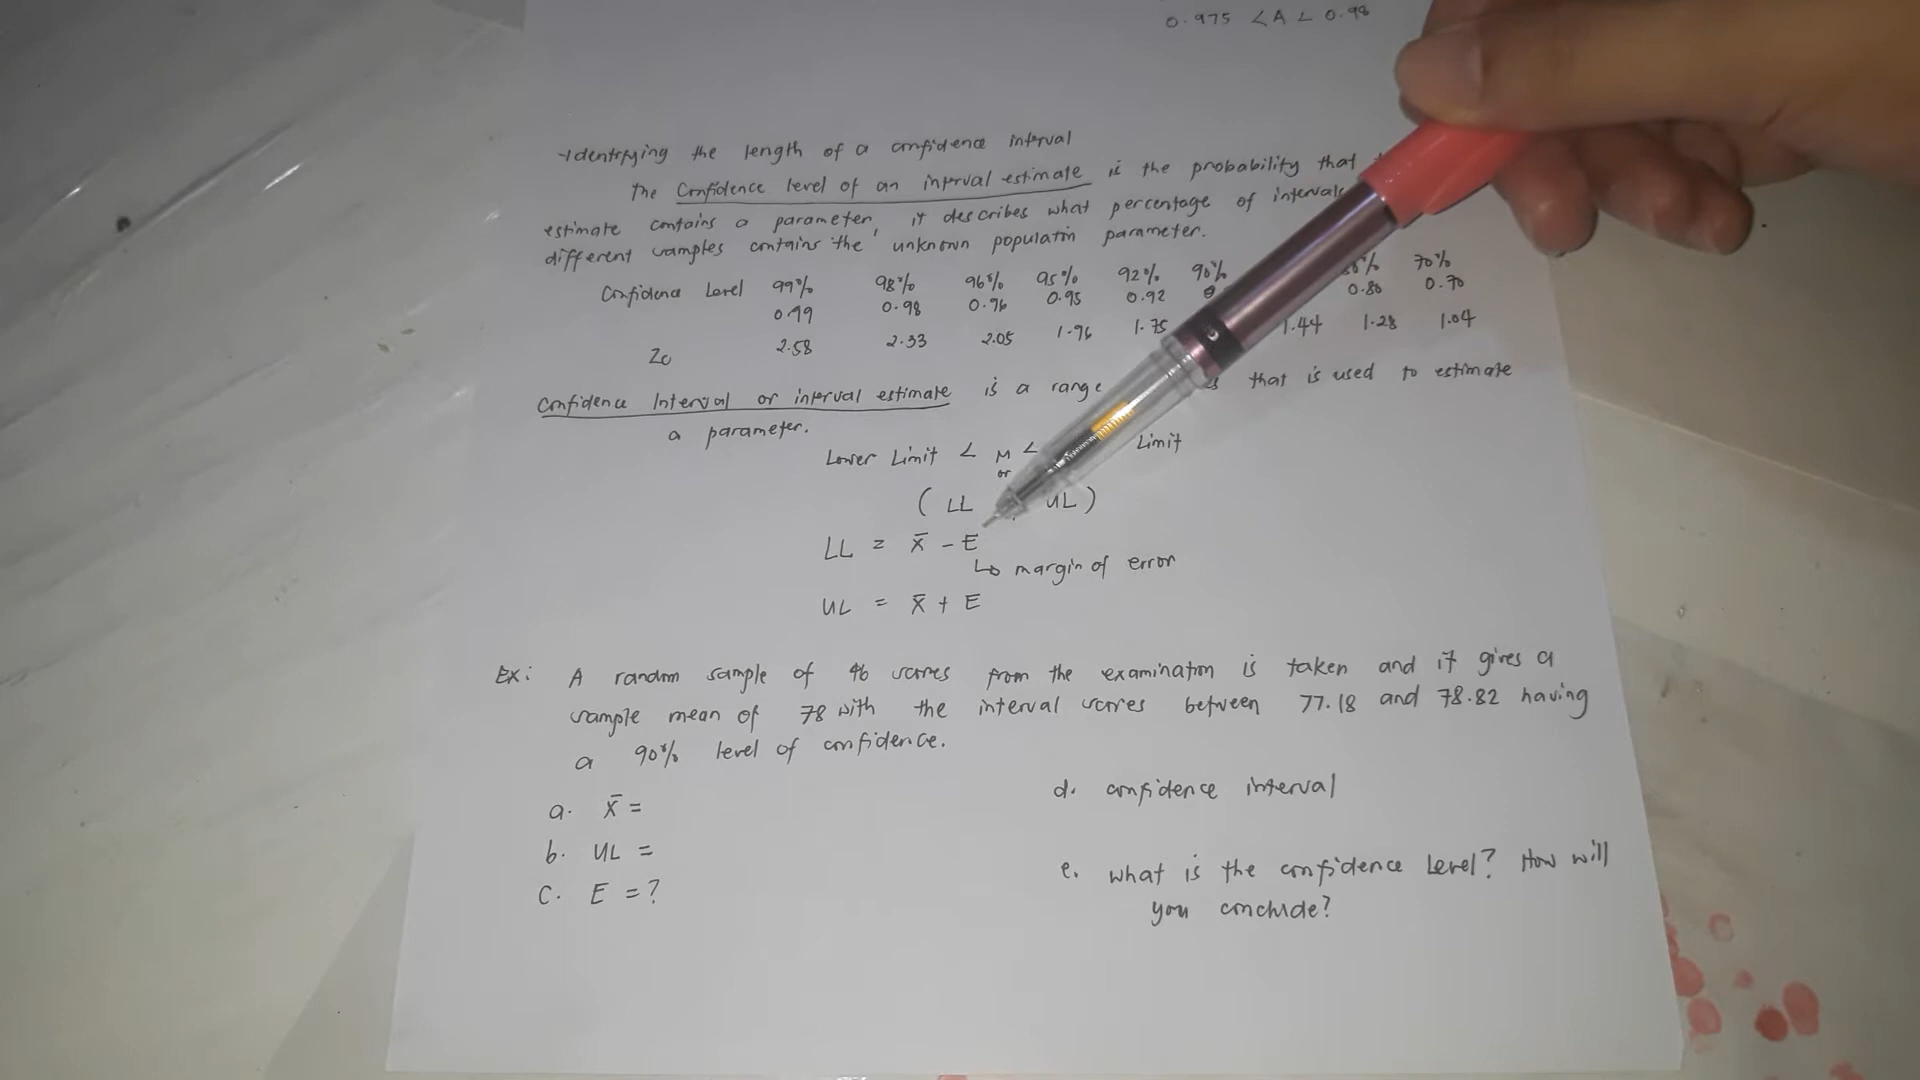 0.975 < A < 0.98
Identifying the length of a confidence interval
The Confidence level of an interval estimate is the probability that
estimate contains a parameter, it describes what percentage of intervals
different samples contains the unknown population parameter.
Confidence Level 99% 98% 96% 95% 92% 90% 70%
0.99 0.98 0.96 0.95 0.92 0.80 0.70
Zc 2.58 2.33 2.05 1.96 1.75 1.44 1.28 1.04
Confidence Interval or interval estimate is a range that is used to estimate
a parameter.
Lower Limit < M < Limit
or
( LL UL )
LL = x̄ - E
↳ margin of error
UL = x̄ + E
Ex: A random sample of 46 scores from the examination is taken and it gives a
sample mean of 78 with the interval scores between 77.18 and 78.82 having
a 90% level of confidence.
a. x̄ =
b. UL =
c. E = ?
d. confidence interval
e. what is the confidence level? How will
you conclude?